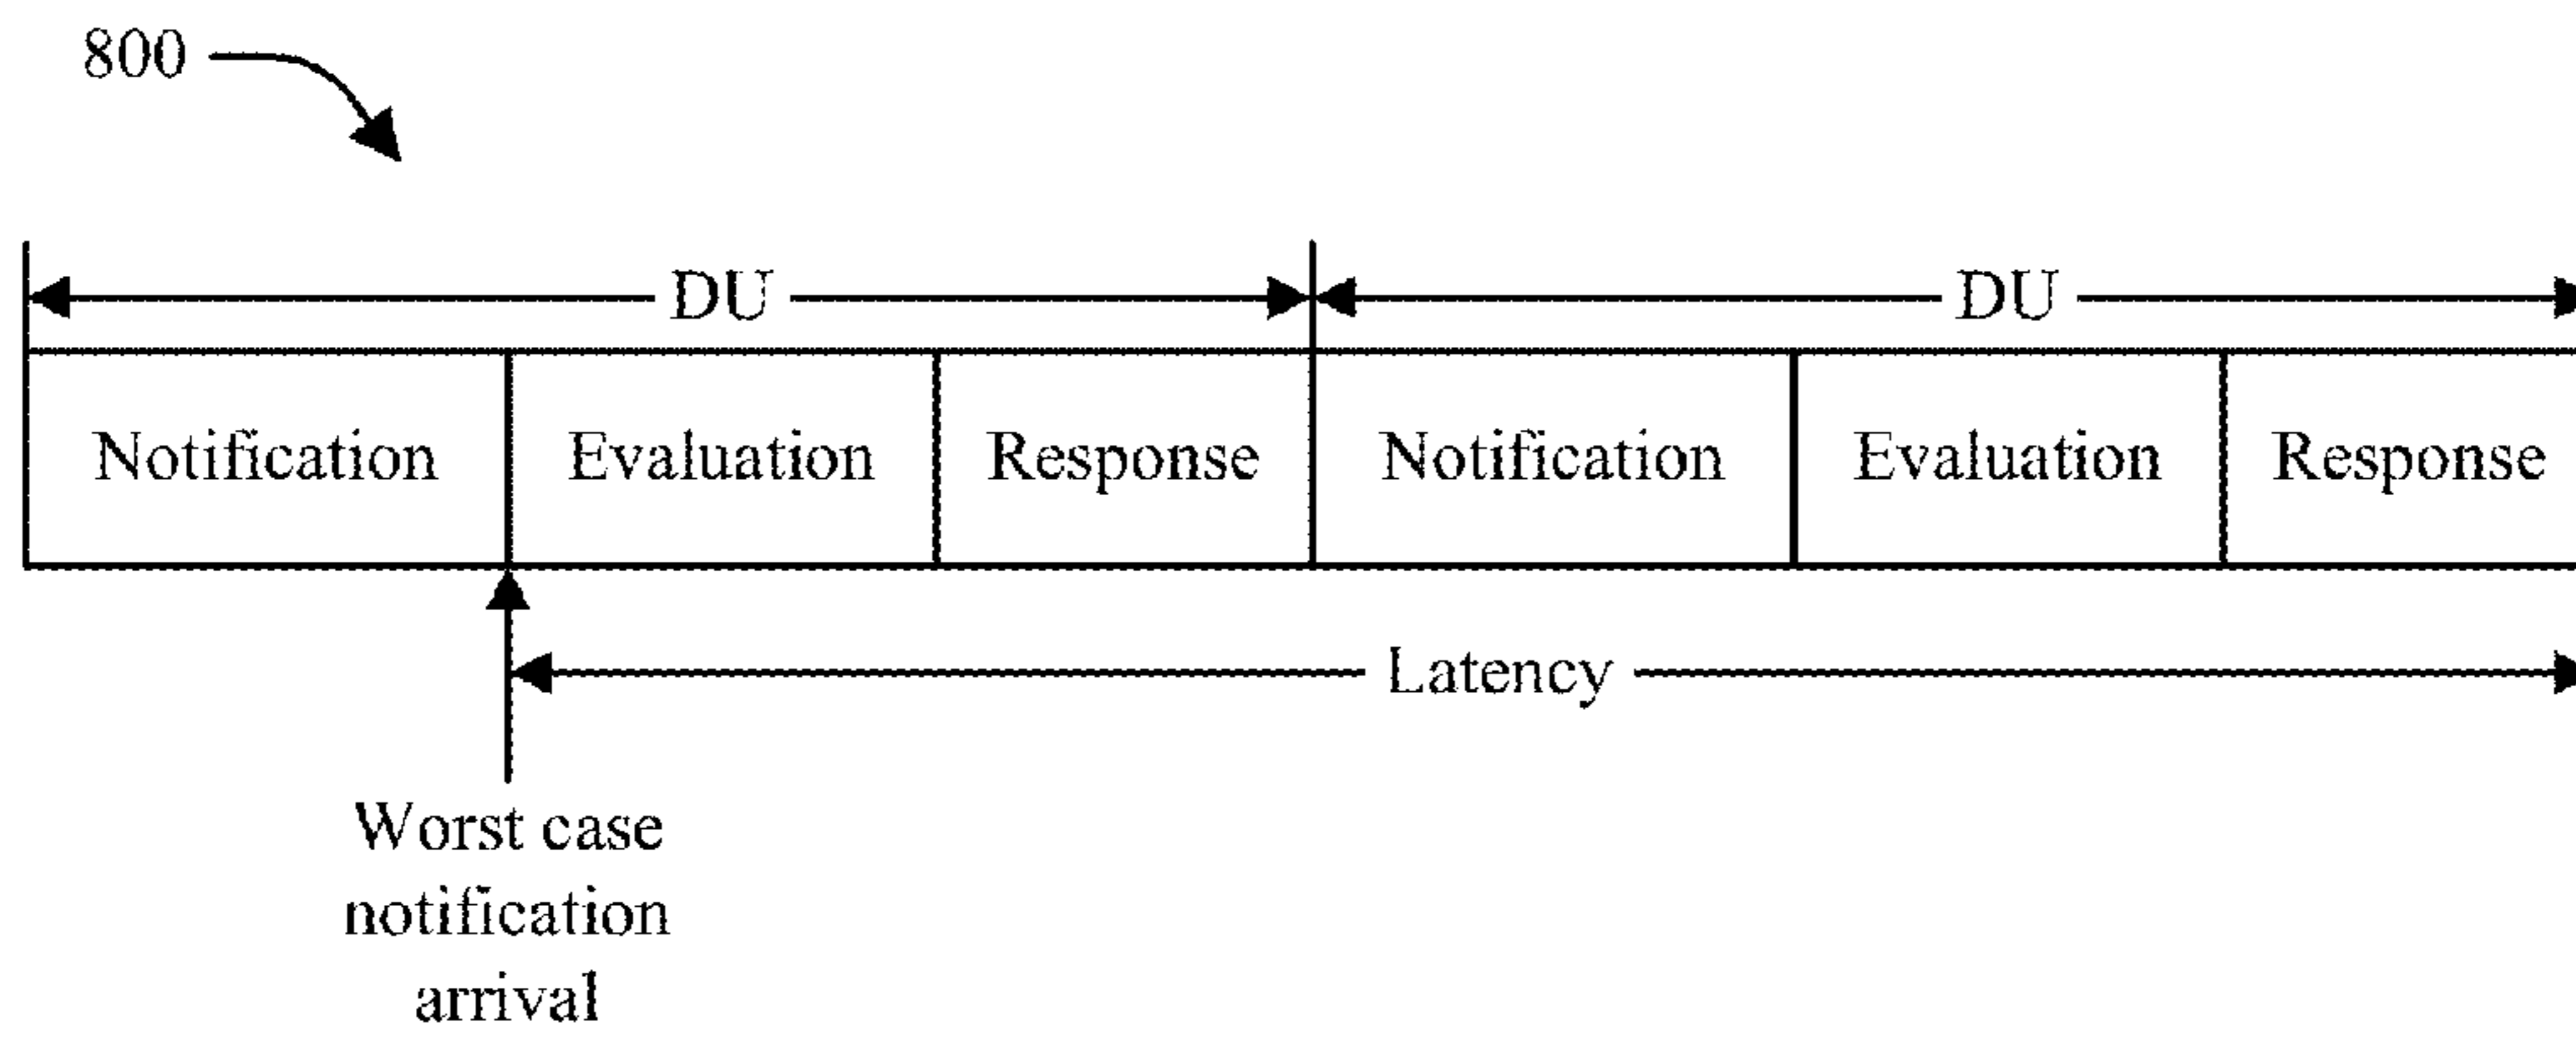 800
DU DU
Notification Evaluation Response Notification Evaluation Response
Latency
Worst case
notification
arrival